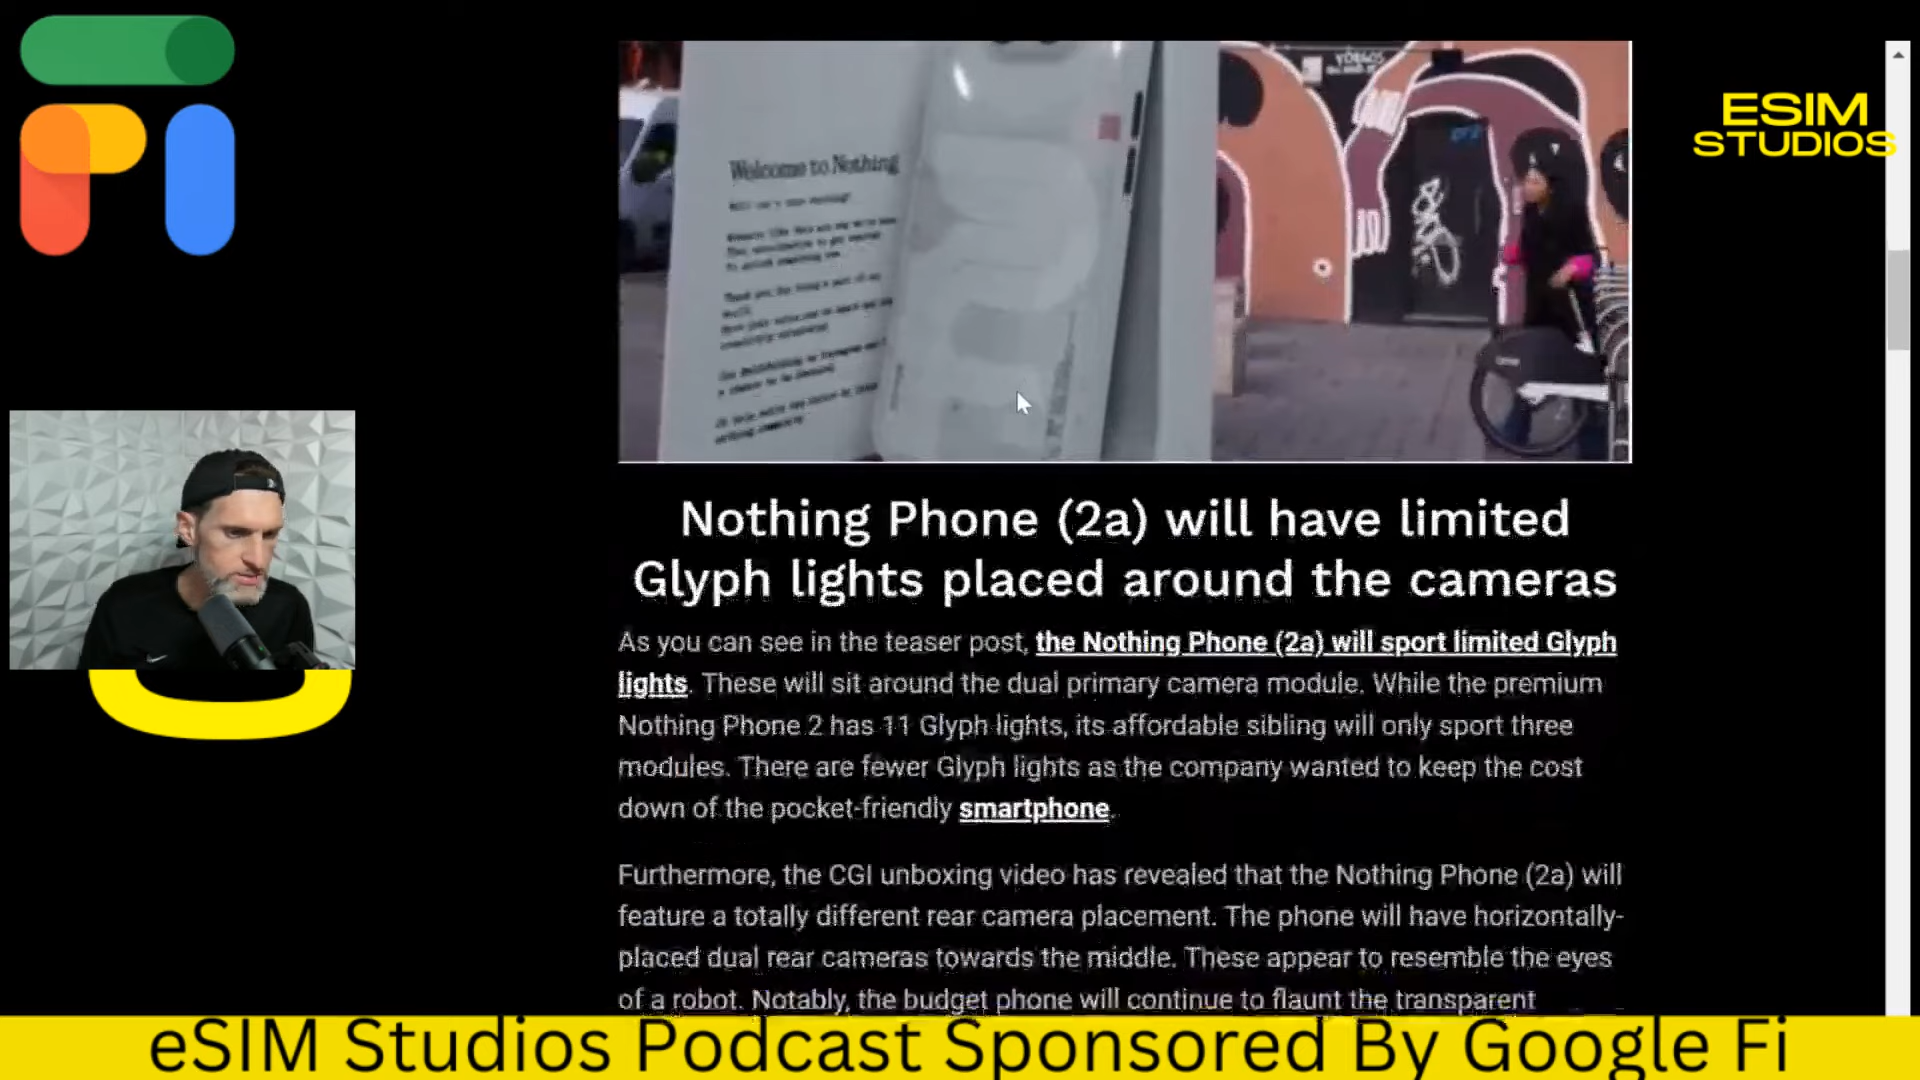 ESIM
STUDIOS
Welcome to Nothing
Nothing Phone (2a) will have limited
Glyph lights placed around the cameras
As you can see in the teaser post, the Nothing Phone (2a) will sport limited Glyph
lights. These will sit around the dual primary camera module. While the premium
Nothing Phone 2 has 11 Glyph lights, its affordable sibling will only sport three
modules. There are fewer Glyph lights as the company wanted to keep the cost
down of the pocket-friendly smartphone.
Furthermore, the CGI unboxing video has revealed that the Nothing Phone (2a) will
feature a totally different rear camera placement. The phone will have horizontally-
placed dual rear cameras towards the middle. These appear to resemble the eyes
of a robot. Notably, the budget phone will continue to flaunt the transparent
eSIM Studios Podcast Sponsored By Google Fi